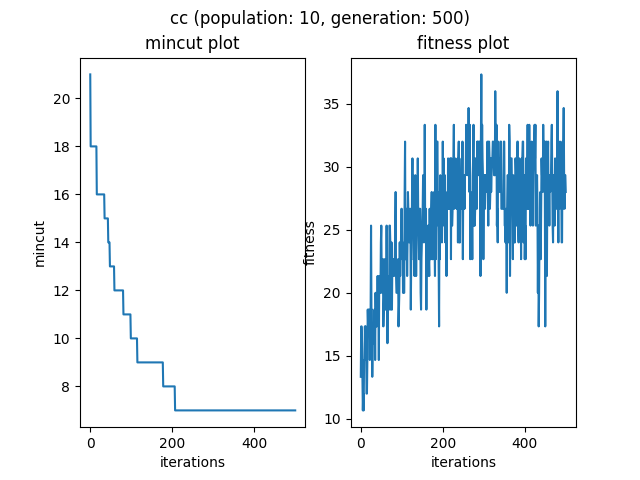 cc (population: 10, generation: 500)
mincut plot
fitness plot
20
18
16
14
12
10
8
mincut
0
200
400
iterations
35
30
25
20
15
10
fitness
0
200
400
iterations